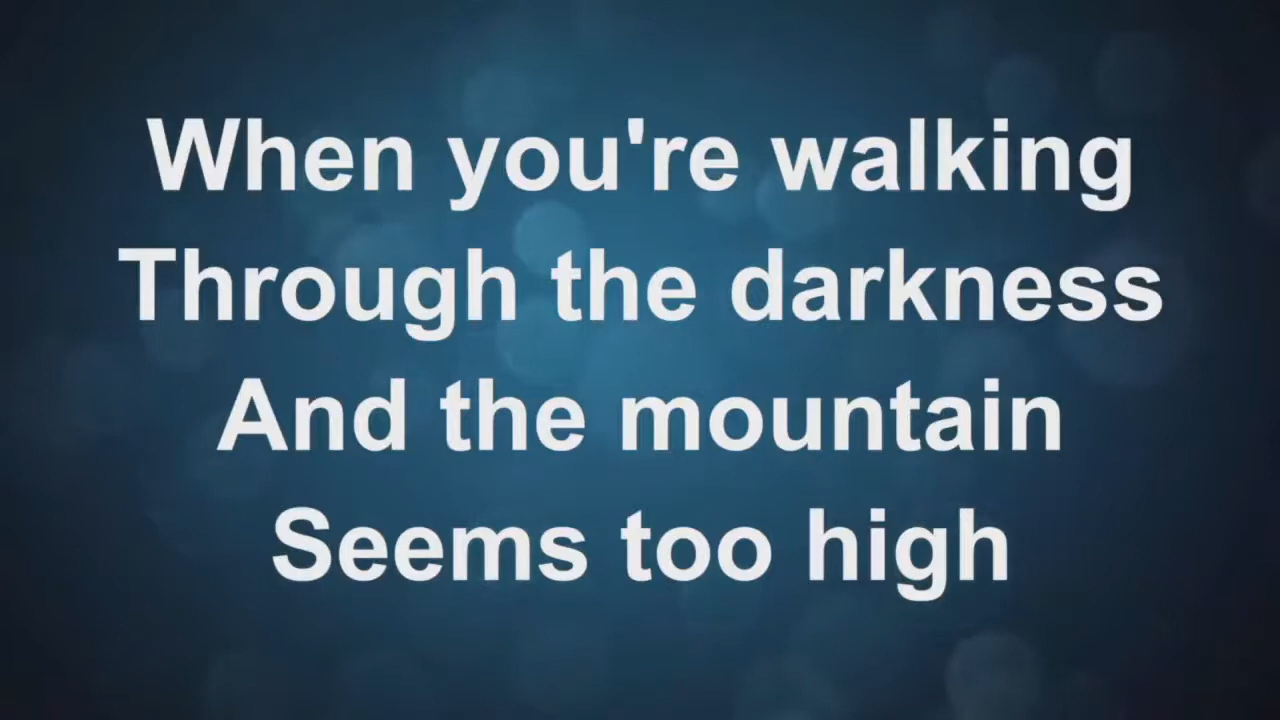 When you're walking
Through the darkness
And the mountain
Seems too high